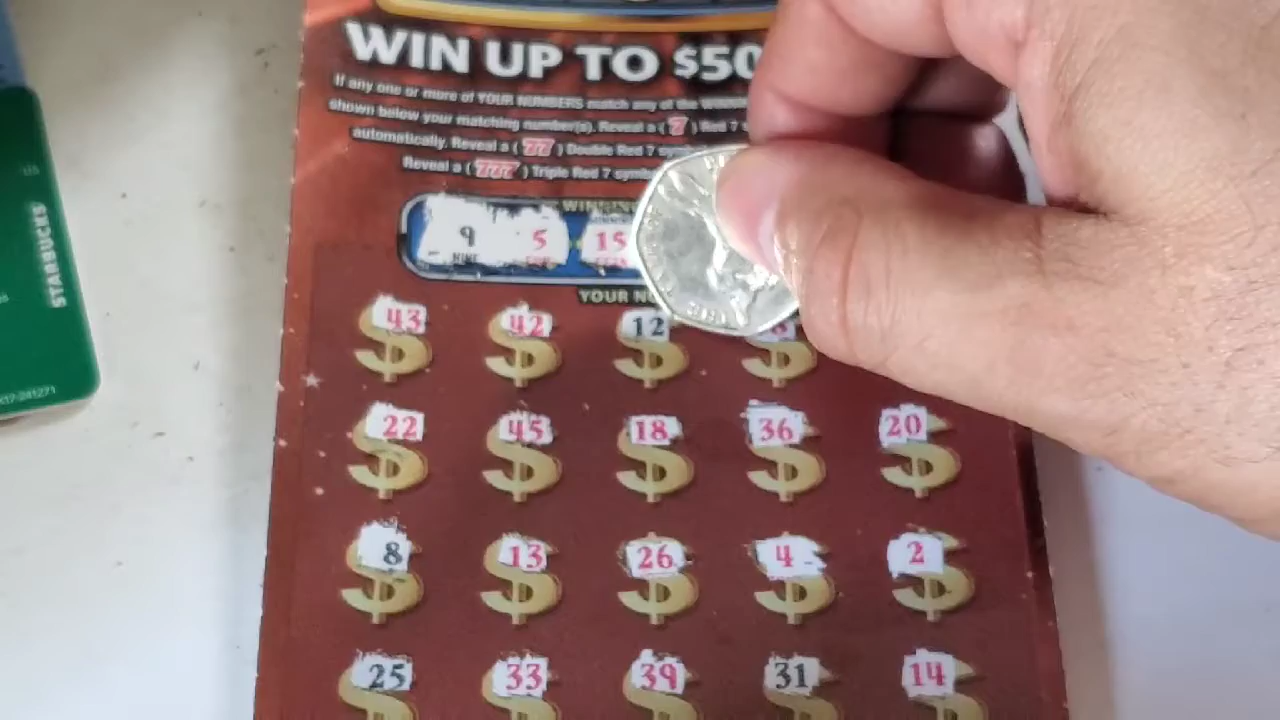 WIN UP TO $50
If any one or more of YOUR NUMBERS match any of the
shown below your matching number(s). Reveal a (7) Red 7
automatically. Reveal a (77) Double Red 7
Reveal a (777) Triple Red 7
9 5 15
NINE
YOUR
43 42 12
22 45 18 36 20
8 13 26 4 2
25 33 39 31 14
STARBUCKS